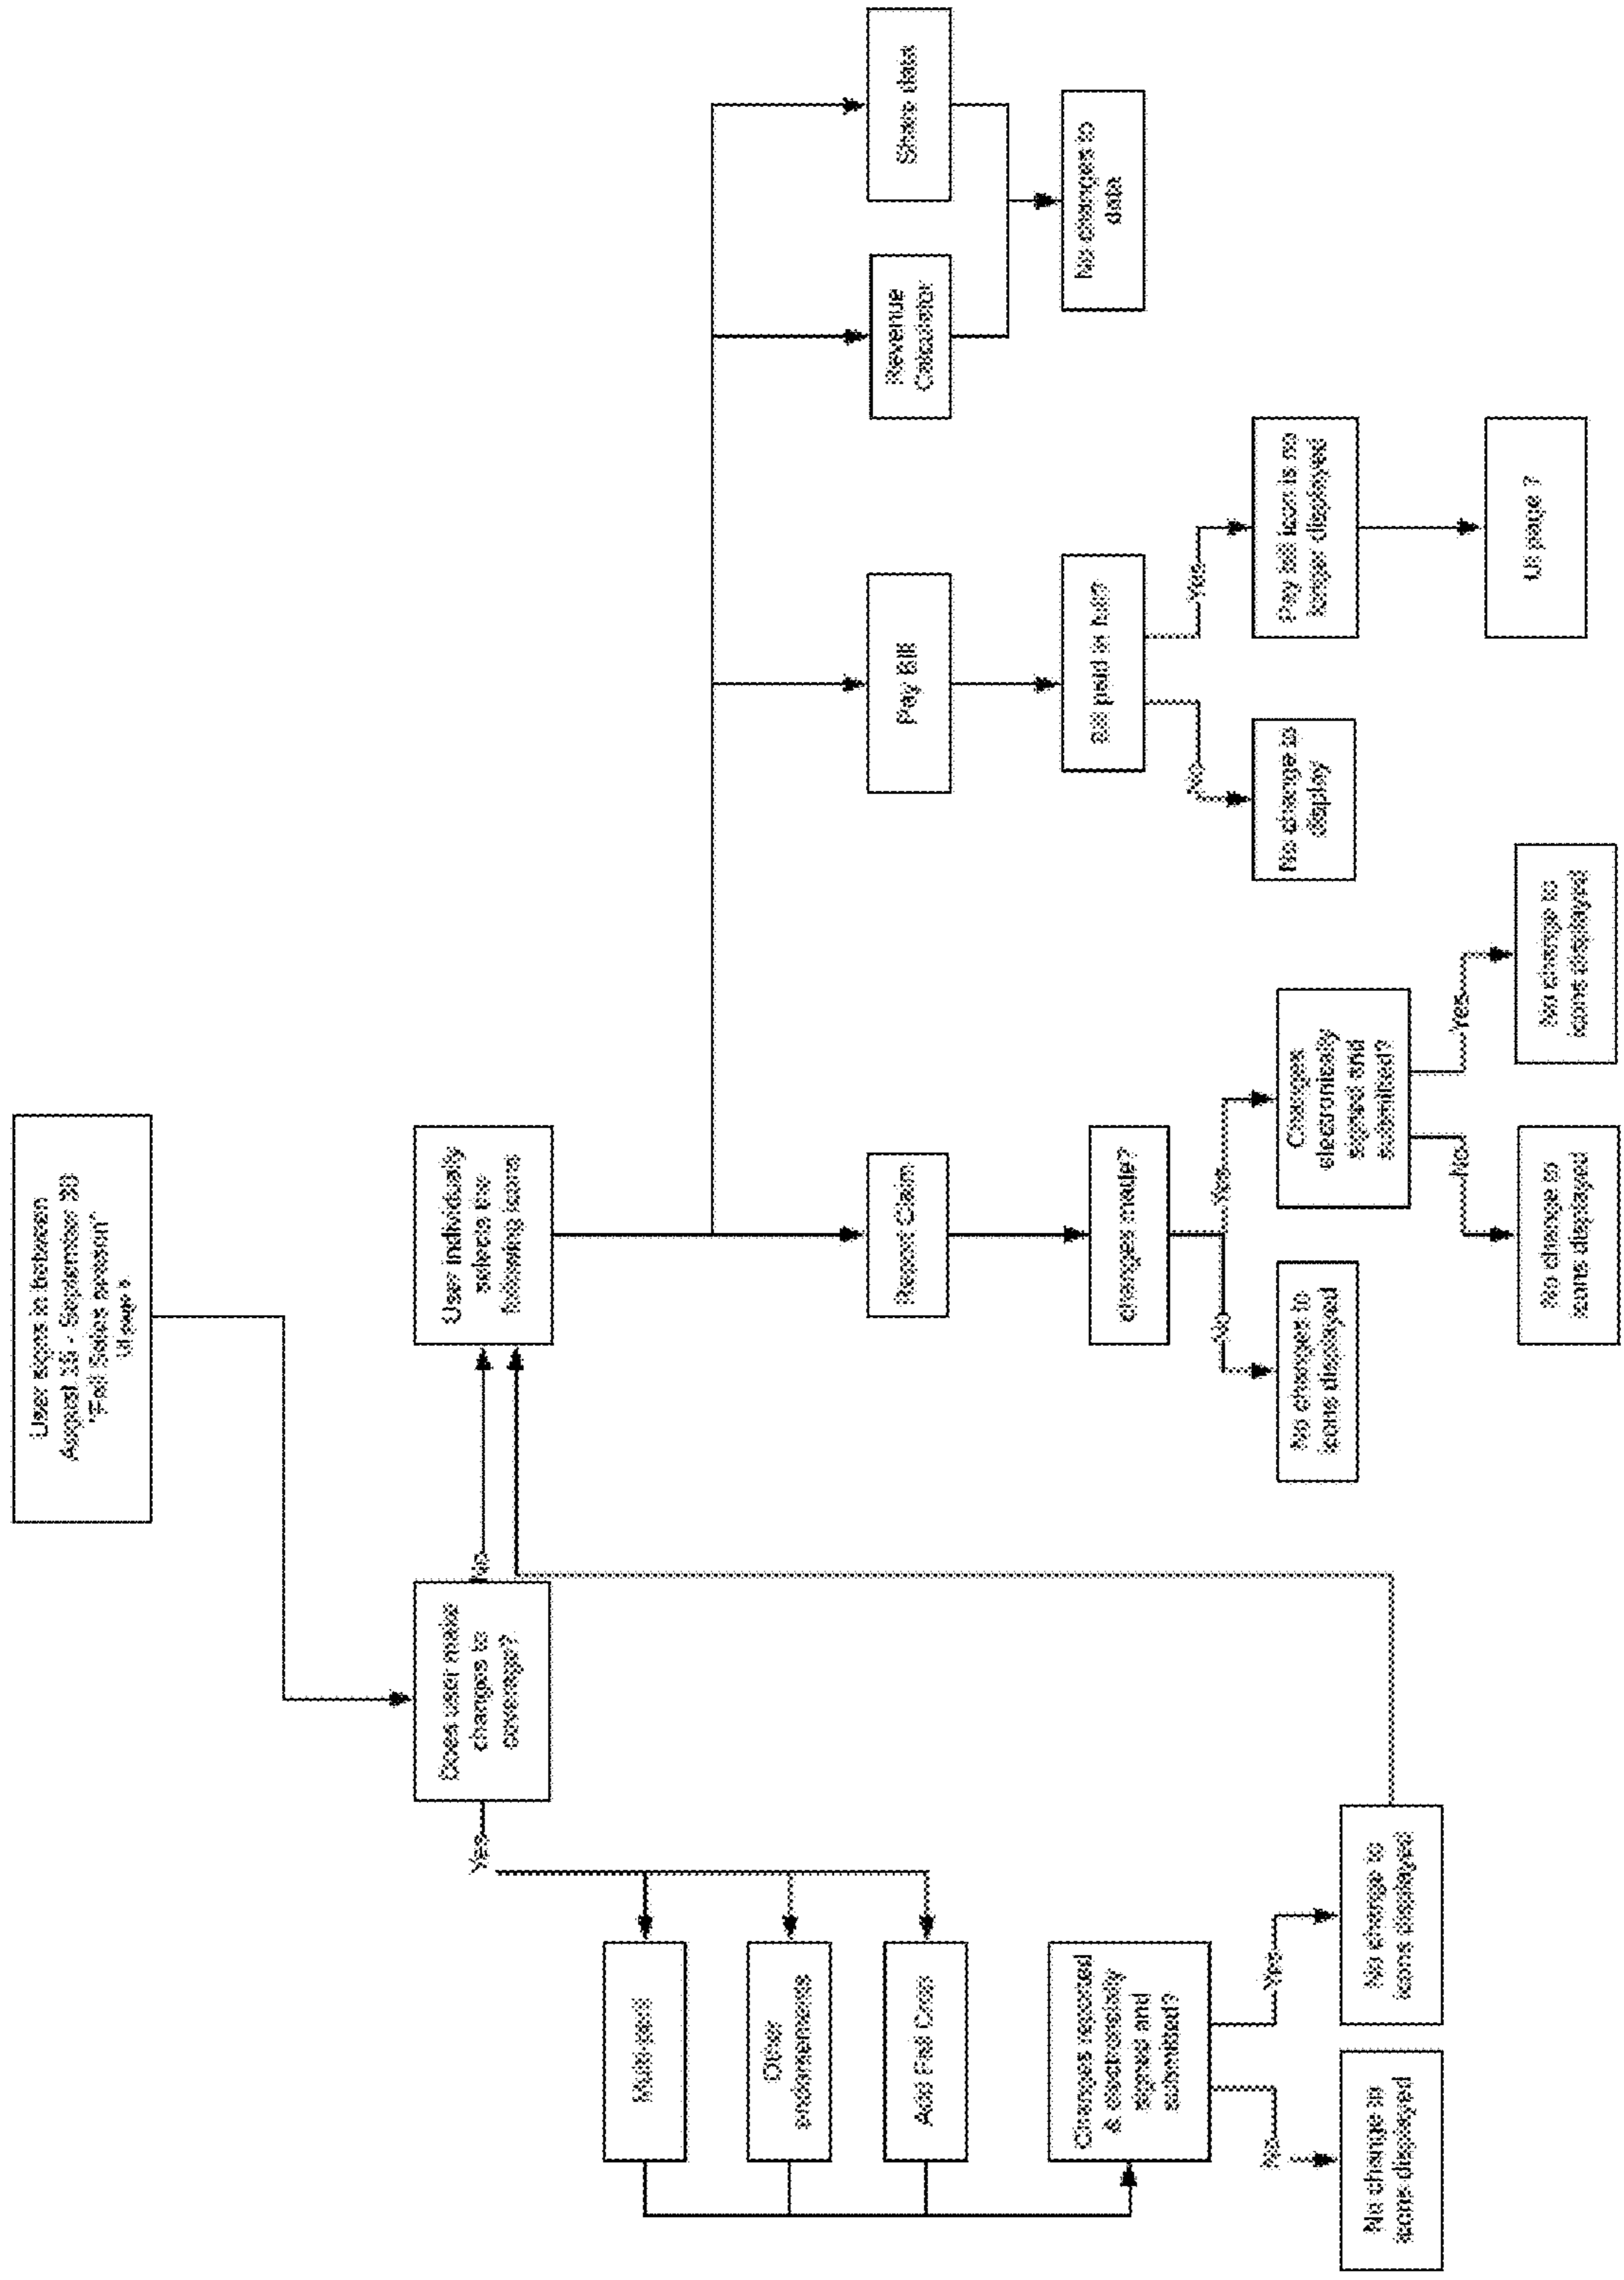 User signs in between
August 15 - September 30
"Fall Sales season"
UI page
Does user make
changes to
coverage?
Yes
No
User individually
selects the
following icons
Multi-peril
Other
endorsements
Add Fall Crop
Changes reported
& electronically
signed and
submitted?
No
Yes
No change to
icons displayed
No change to
icons displayed
Report Claim
changes made?
No
Yes
No changes to
icons displayed
Changes
electronically
signed and
submitted?
No
Yes
No change to
icons displayed
No change to
icons displayed
Pay Bill
Bill paid in full?
No
Yes
No change to
display
Pay bill icon is no
longer displayed
UI page ?
Revenue
Calculator
Share data
No changes to
data